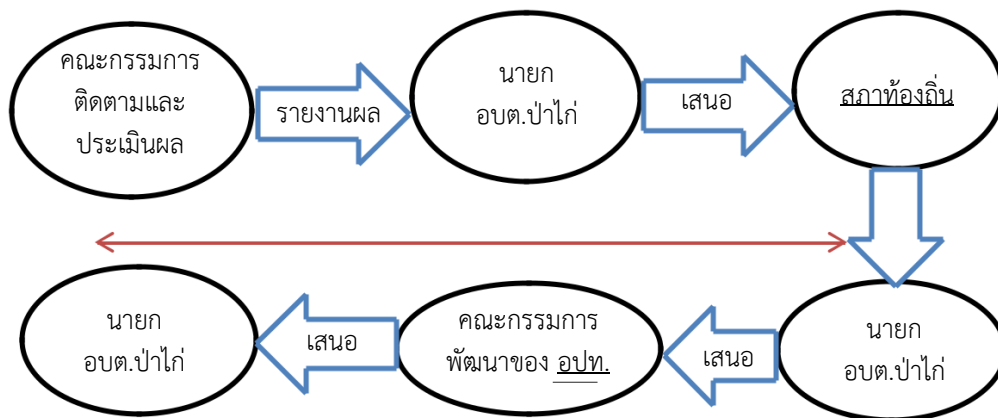 คณะกรรมการ
ติดตามและ
ประเมินผล
รายงานผล
นายก
อบต.ป่าไก่
เสนอ
สภาท้องถิ่น
นายก
อบต.ป่าไก่
เสนอ
คณะกรรมการ
พัฒนาของ อปท.
เสนอ
นายก
อบต.ป่าไก่